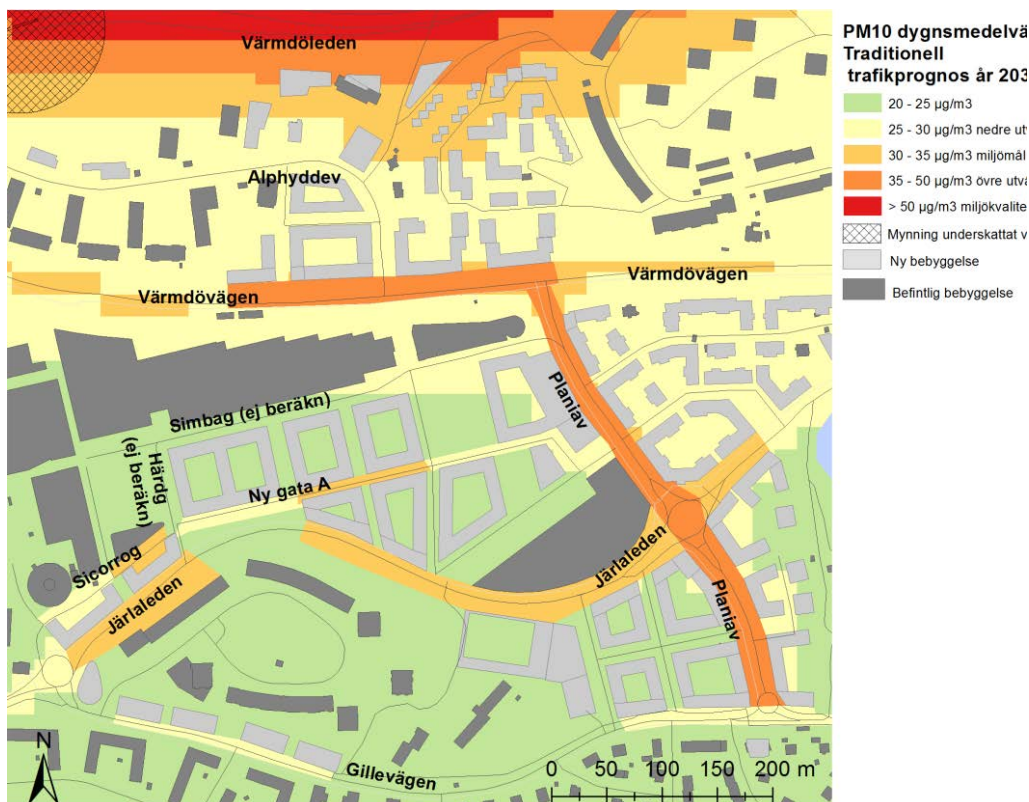 Värmdöleden
Alphyddev
Värmdövägen
Värmdövägen
Planiav
Simbag (ej beräkn)
Härdg
(ej beräkn)
Ny gata A
Sicorrog
Järlaleden
Järlaleden
Planiav
Gillevägen
N
0 50 100 150 200 m
PM10 dygnsmedelvä
Traditionell
trafikprognos år 203
20 - 25 µg/m3
25 - 30 µg/m3 nedre ut
30 - 35 µg/m3 miljömål
35 - 50 µg/m3 övre utvä
> 50 µg/m3 miljökvalite
Mynning underskattat v
Ny bebyggelse
Befintlig bebyggelse